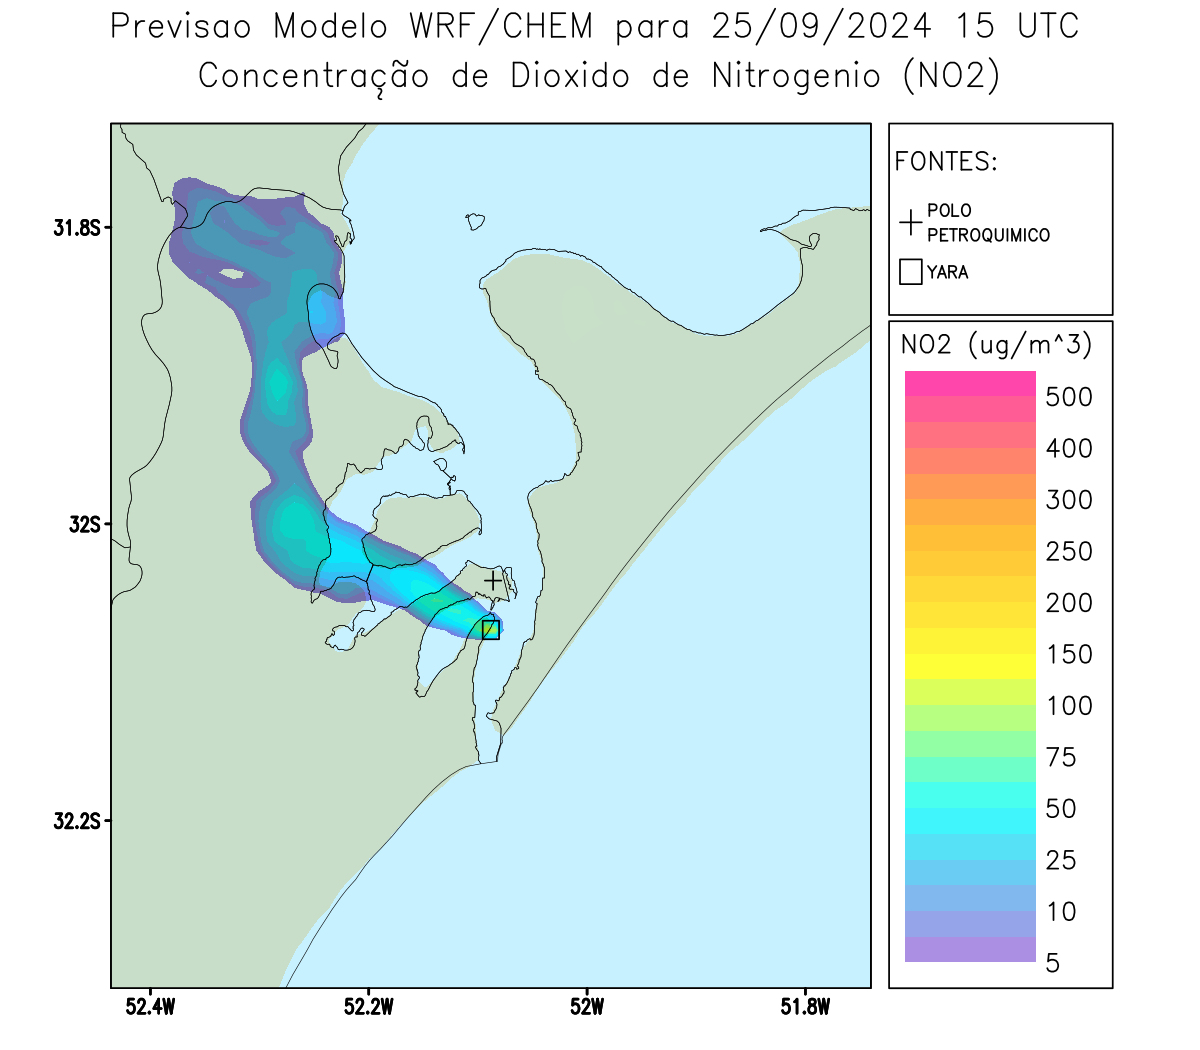 Previsao Modelo WRF/CHEM para 25/09/2024 15 UTC
Concentração de Dioxido de Nitrogenio (NO2)
FONTES:
POLO
PETROQUIMICO
YARA
NO2 (ug/m^3)
500
400
300
250
200
150
100
75
50
25
10
5
31.8S
32S
32.2S
52.4W
52.2W
52W
51.8W